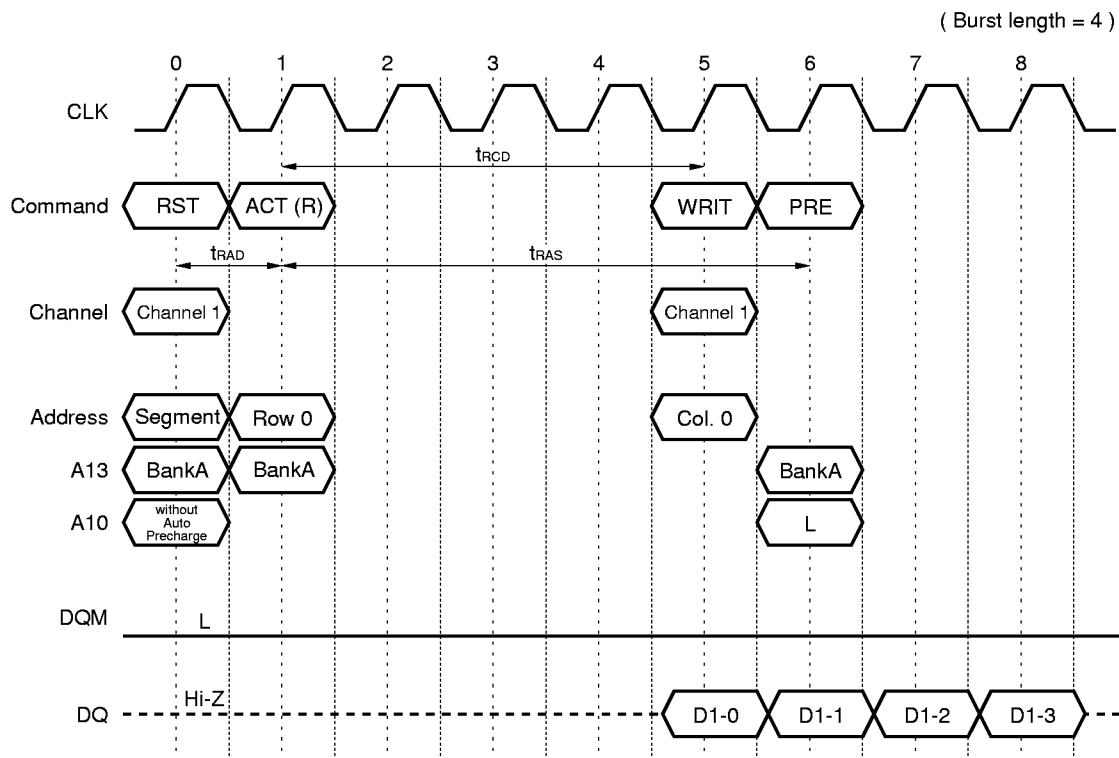 ( Burst length = 4 )
0 1 2 3 4 5 6 7 8
CLK
tRCD
Command RST ACT (R) WRIT PRE
tRAD tRAS
Channel Channel 1 Channel 1
Address Segment Row 0 Col. 0
A13 BankA BankA BankA
A10 without Auto Precharge L
DQM L
Hi-Z
DQ D1-0 D1-1 D1-2 D1-3